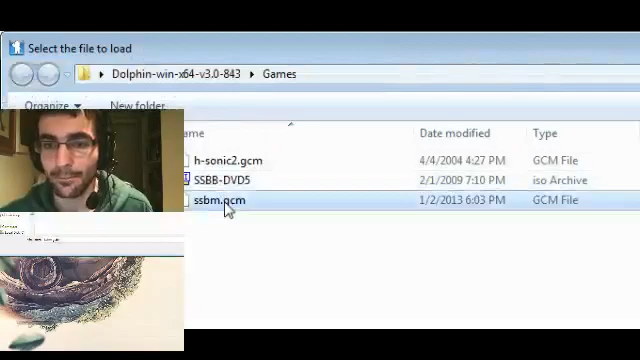 Select the file to load
Dolphin-win-x64-v3.0-843 Games
Organize New folder
Date modified Type
h-sonic2.gcm 4/4/2004 4:27 PM GCM File
SSBB-DVD5 2/1/2009 7:10 PM iso Archive
ssbm.gcm 1/2/2013 6:03 PM GCM File